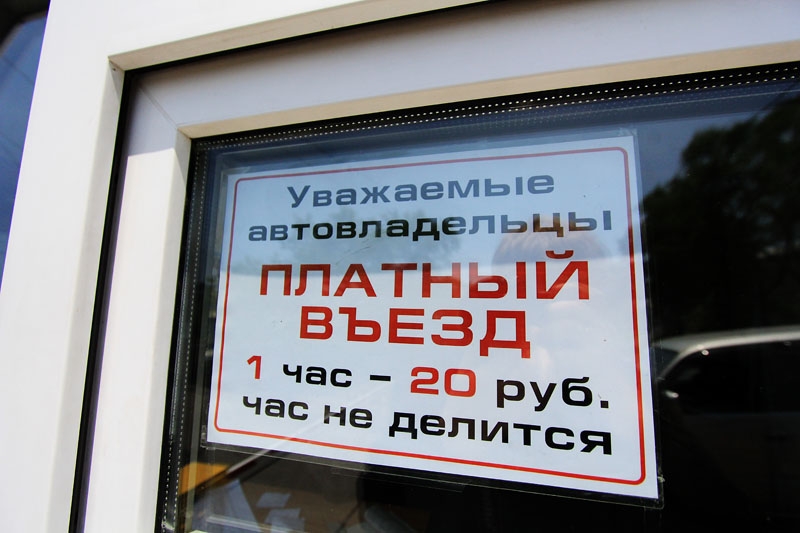 Уважаемые
автовладельцы
ПЛАТНЫЙ
ВЪЕЗД
1 час – 20 руб.
час не делится